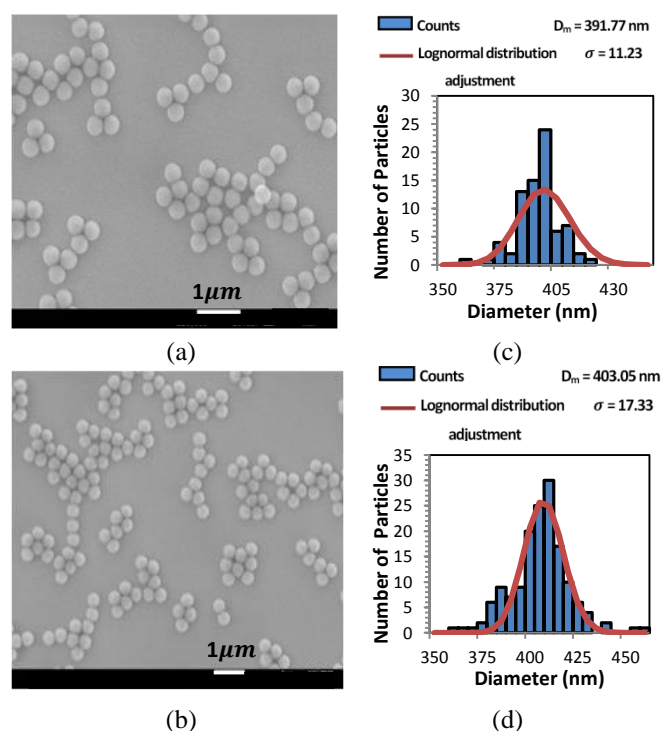 1μm
(a)
Counts Dₘ = 391.77 nm
Lognormal distribution σ = 11.23
adjustment
Number of Particles
30
25
20
15
10
5
0
350 375 405 430
Diameter (nm)
(c)
1μm
(b)
Counts Dₘ = 403.05 nm
Lognormal distribution σ = 17.33
adjustment
Number of Particles
35
30
25
20
15
10
5
0
350 375 405 425 450
Diameter (nm)
(d)